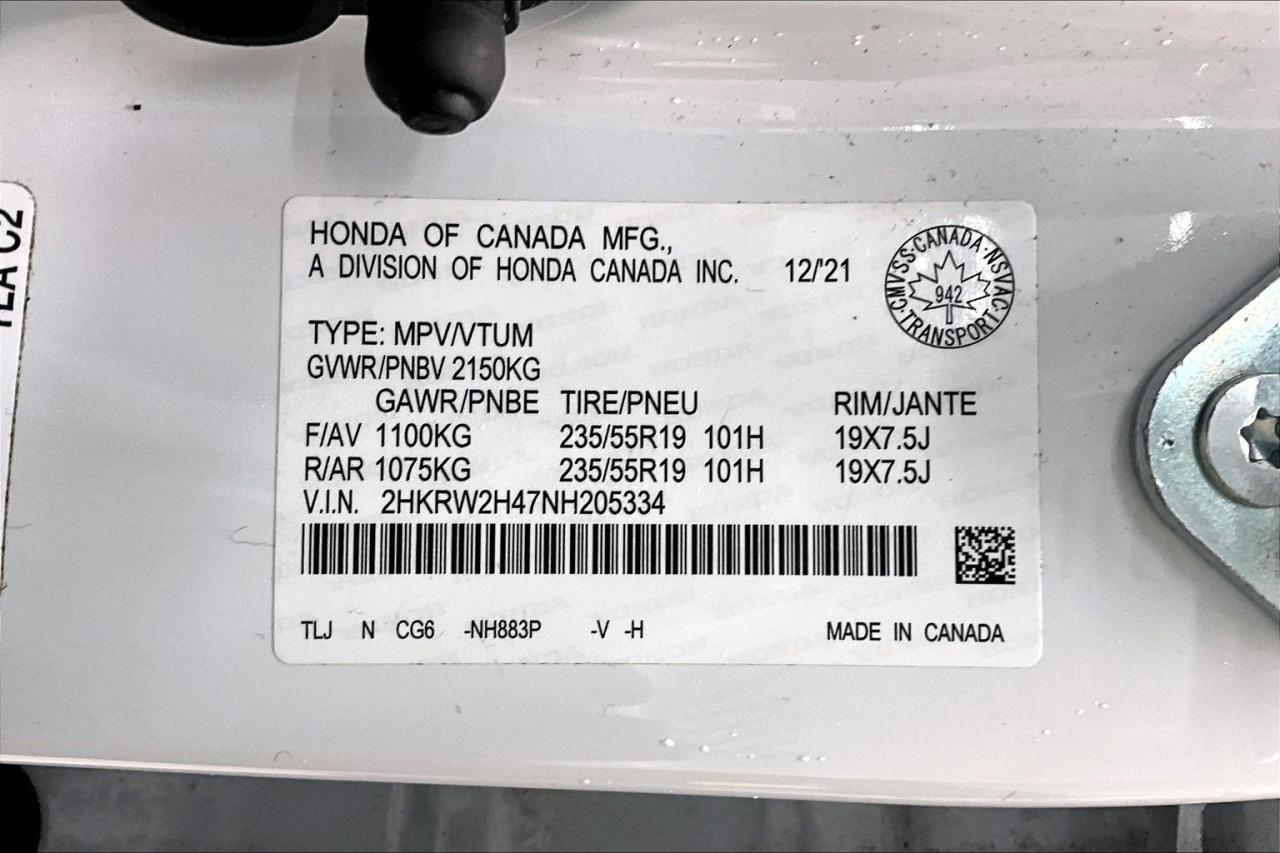 HONDA OF CANADA MFG.,
A DIVISION OF HONDA CANADA INC. 12/'21
CMVSS·CANADA·NSVAC·TRANSPORT·
942
TYPE: MPV/VTUM
GVWR/PNBV 2150KG
GAWR/PNBE TIRE/PNEU RIM/JANTE
F/AV 1100KG 235/55R19 101H 19X7.5J
R/AR 1075KG 235/55R19 101H 19X7.5J
V.I.N. 2HKRW2H47NH205334
TLJ N CG6 -NH883P -V -H MADE IN CANADA
C2